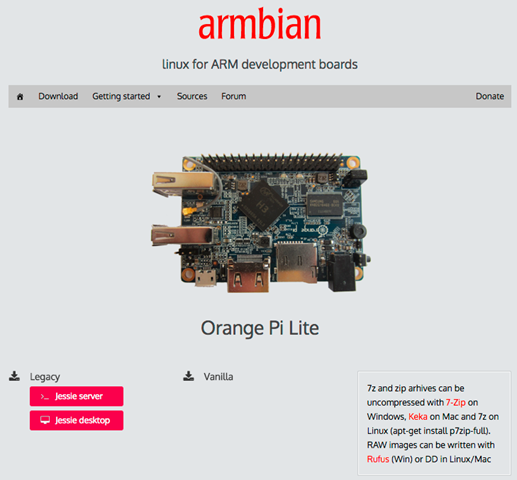 armbian
linux for ARM development boards
Download Getting started Sources Forum Donate
Orange Pi Lite
Legacy
Jessie server
Jessie desktop
Vanilla
7z and zip arhives can be
uncompressed with 7-Zip on
Windows, Keka on Mac and 7z on
Linux (apt-get install p7zip-full).
RAW images can be written with
Rufus (Win) or DD in Linux/Mac